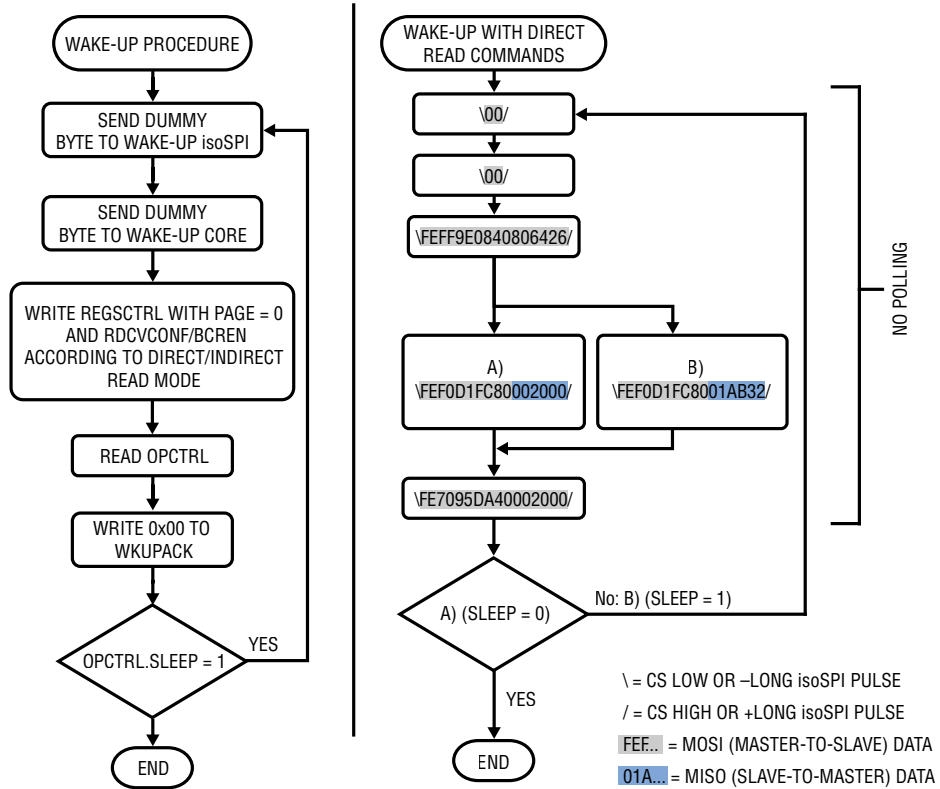 WAKE-UP PROCEDURE
SEND DUMMY
BYTE TO WAKE-UP isoSPI
SEND DUMMY
BYTE TO WAKE-UP CORE
WRITE REGSCTRL WITH PAGE = 0
AND RDCVCONF/BCREN
ACCORDING TO DIRECT/INDIRECT
READ MODE
READ OPCTRL
WRITE 0x00 TO
WKUPACK
OPCTRL.SLEEP = 1
YES
END
WAKE-UP WITH DIRECT
READ COMMANDS
\00/
\00/
\FEFF9E0840806426/
A)
\FEF0D1FC80002000/
B)
\FEF0D1FC8001AB32/
\FE7095DA40002000/
A) (SLEEP = 0)
No: B) (SLEEP = 1)
YES
END
NO POLLING
\ = CS LOW OR –LONG isoSPI PULSE
/ = CS HIGH OR +LONG isoSPI PULSE
FEF... = MOSI (MASTER-TO-SLAVE) DATA
01A... = MISO (SLAVE-TO-MASTER) DATA